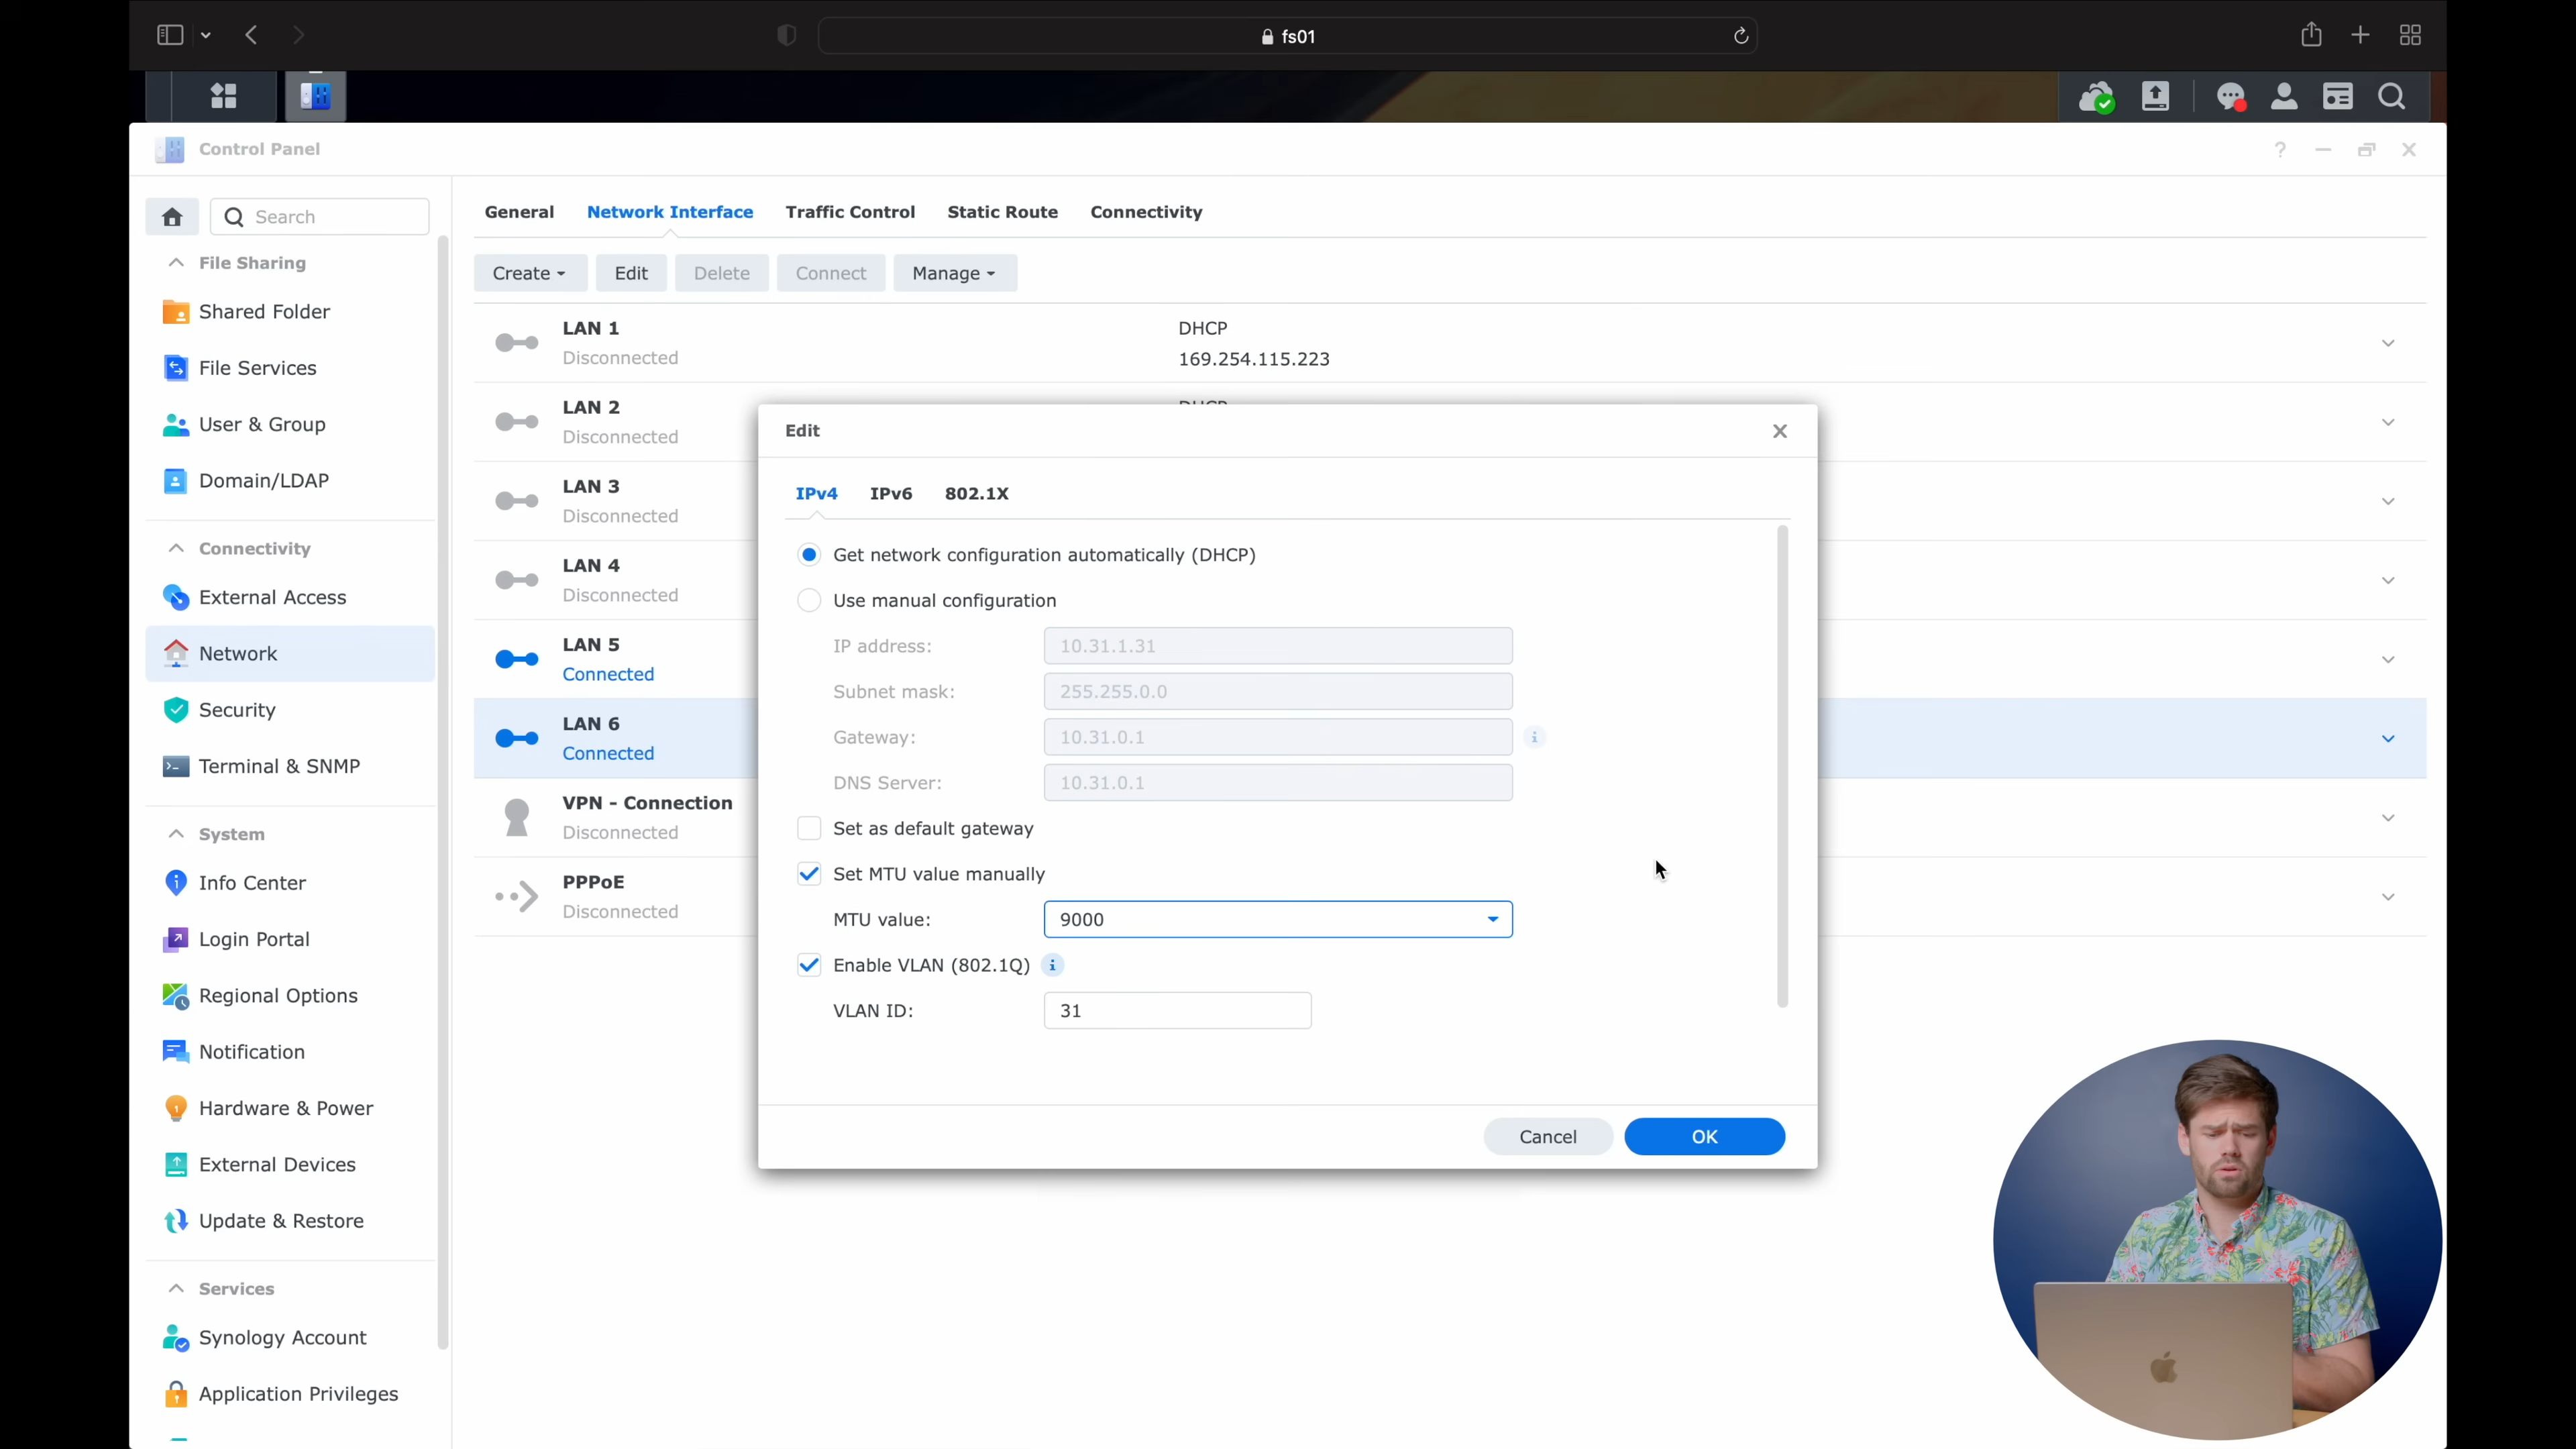 fs01
Control Panel
Search
File Sharing
Shared Folder
File Services
User & Group
Domain/LDAP
Connectivity
External Access
Network
Security
Terminal & SNMP
System
Info Center
Login Portal
Regional Options
Notification
Hardware & Power
External Devices
Update & Restore
Services
Synology Account
Application Privileges
General Network Interface Traffic Control Static Route Connectivity
Create Edit Delete Connect Manage
LAN 1 DHCP
Disconnected 169.254.115.223
LAN 2
Disconnected
LAN 3
Disconnected
LAN 4
Disconnected
LAN 5
Connected
LAN 6
Connected
VPN - Connection
Disconnected
PPPoE
Disconnected
Edit
IPv4 IPv6 802.1X
Get network configuration automatically (DHCP)
Use manual configuration
IP address: 10.31.1.31
Subnet mask: 255.255.0.0
Gateway: 10.31.0.1
DNS Server: 10.31.0.1
Set as default gateway
Set MTU value manually
MTU value: 9000
Enable VLAN (802.1Q)
VLAN ID: 31
Cancel OK